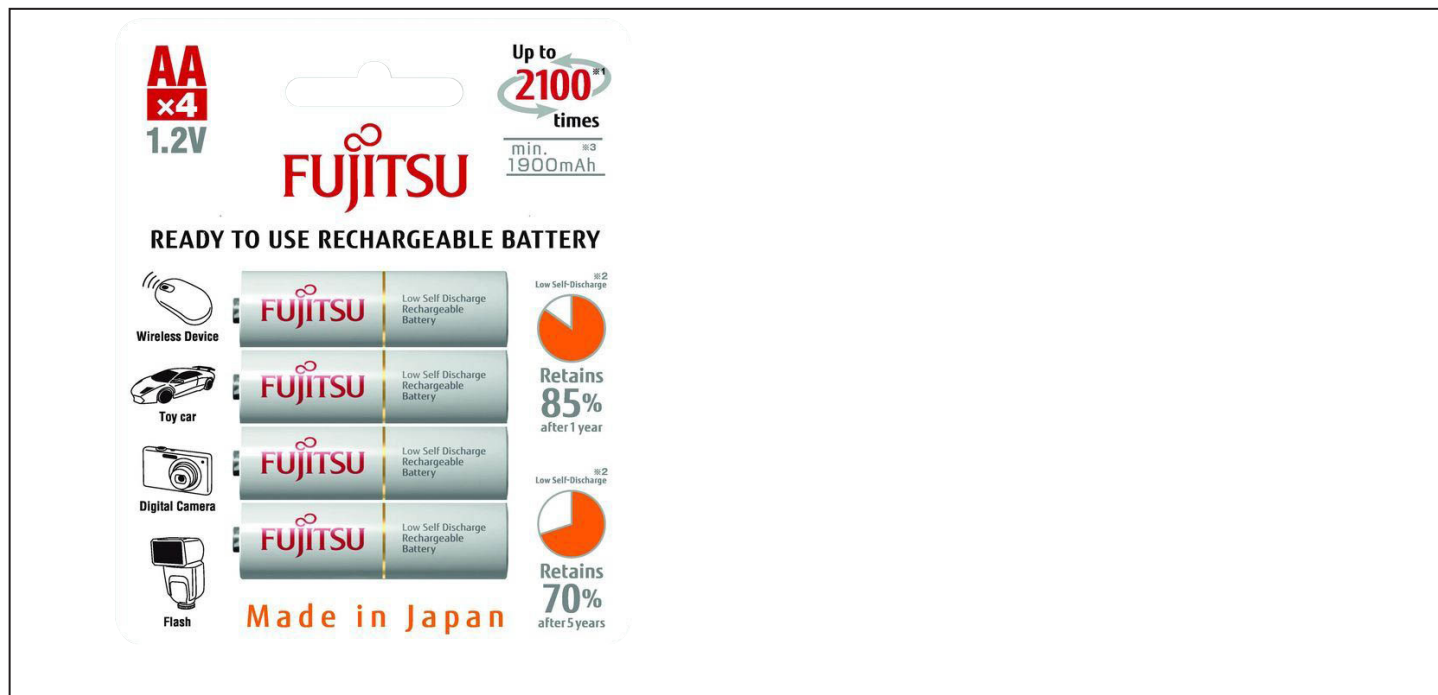 AA
×4
1.2V
Up to
2100 ※1
times
min. ※3
1900mAh
FUJITSU
READY TO USE RECHARGEABLE BATTERY
Wireless Device
Toy car
Digital Camera
Flash
FUJITSU
Low Self Discharge
Rechargeable
Battery
FUJITSU
Low Self Discharge
Rechargeable
Battery
FUJITSU
Low Self Discharge
Rechargeable
Battery
FUJITSU
Low Self Discharge
Rechargeable
Battery
※2
Low Self-Discharge
Retains
85%
after 1 year
※2
Low Self-Discharge
Retains
70%
after 5 years
Made in Japan